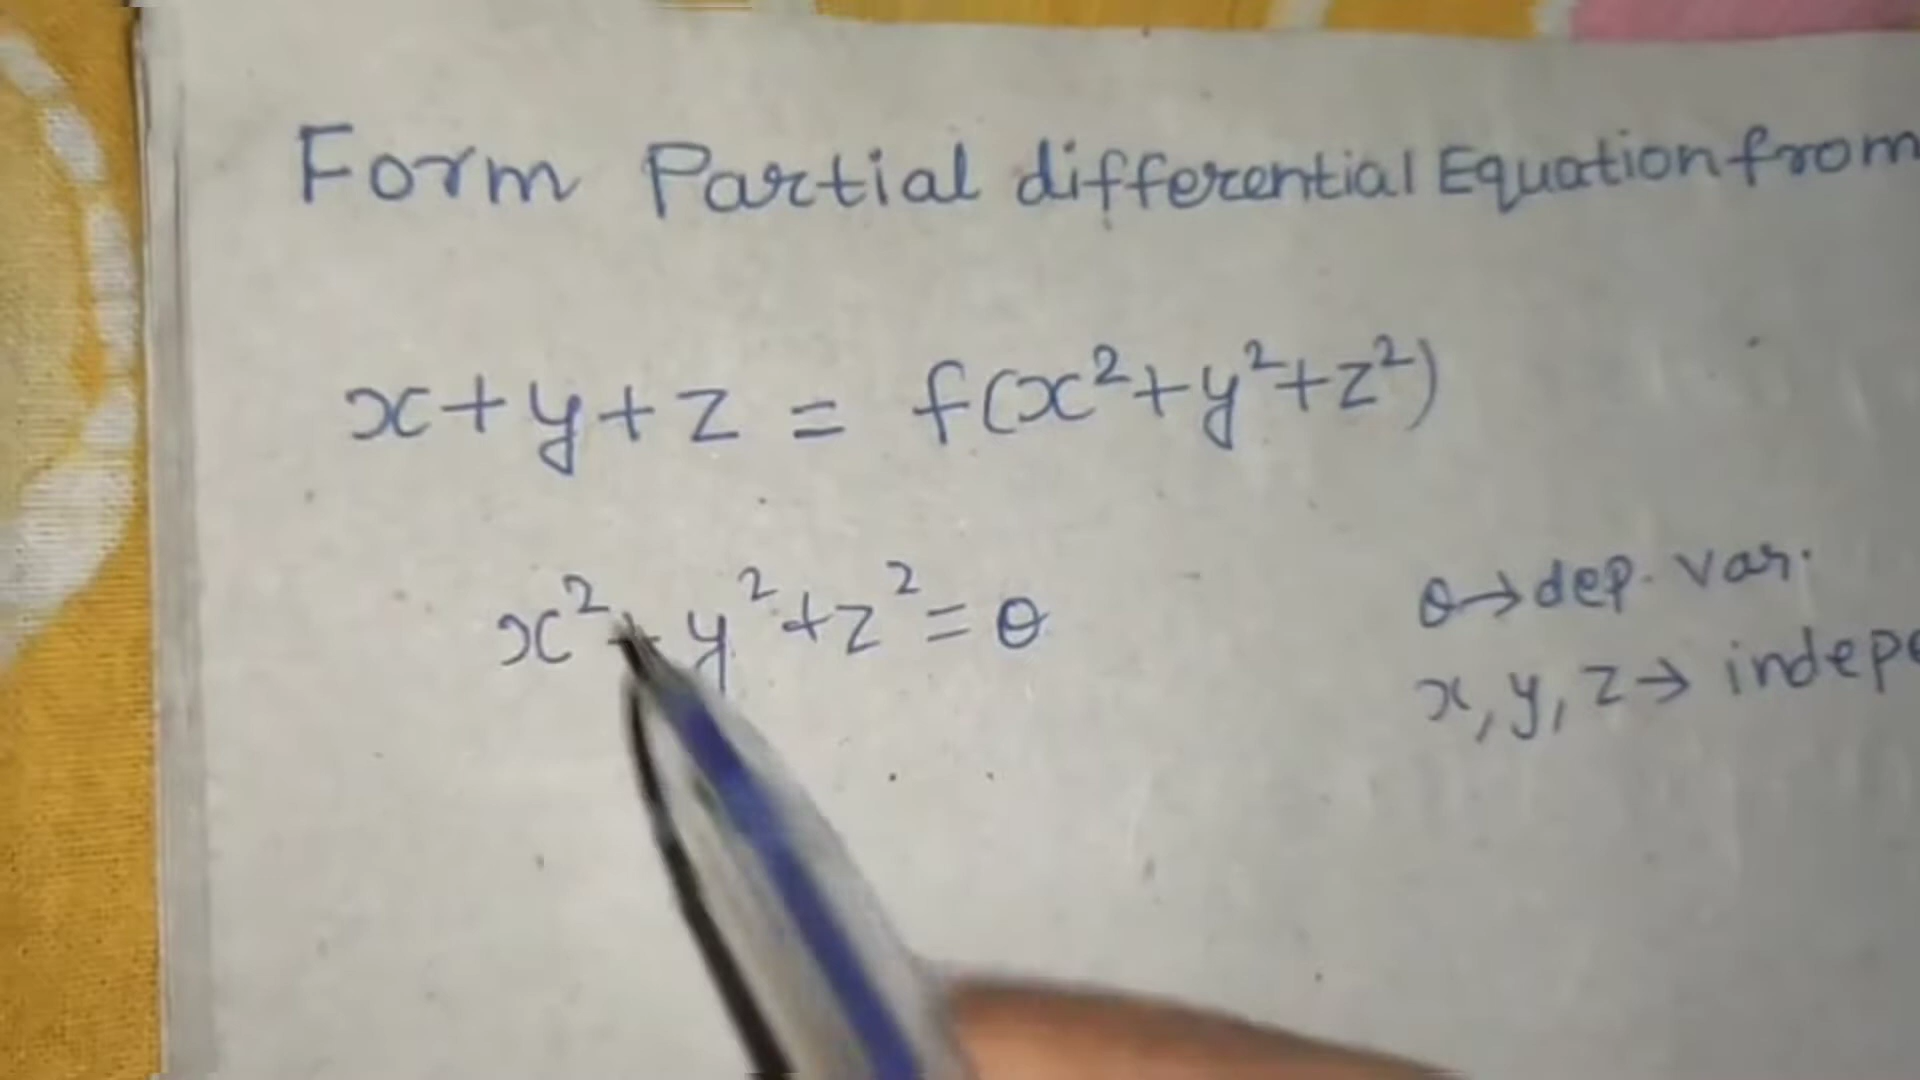 Form Partial differential Equation from
x+y+z = f(x²+y²+z²)
x²+y²+z²=θ
θ→dep. var.
x, y, z→